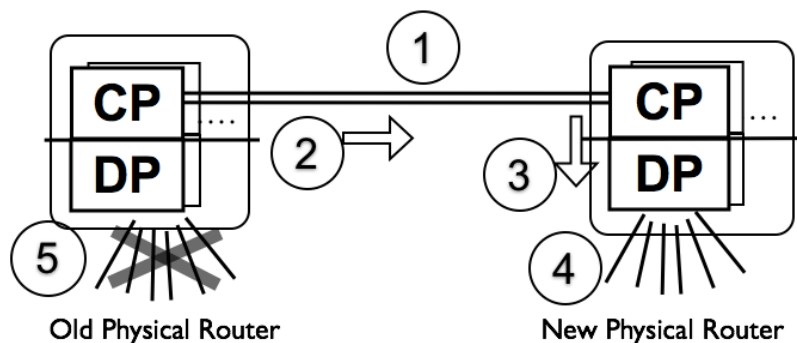 1
CP
....
CP
...
2
DP
3
DP
5
4
Old Physical Router
New Physical Router